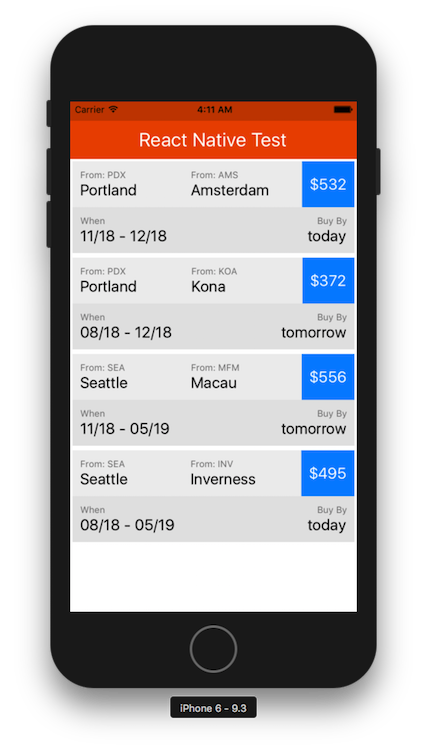 Carrier 4:11 AM
React Native Test
From: PDX From: AMS $532
Portland Amsterdam
When Buy By
11/18 - 12/18 today
From: PDX From: KOA $372
Portland Kona
When Buy By
08/18 - 12/18 tomorrow
From: SEA From: MFM $556
Seattle Macau
When Buy By
11/18 - 05/19 tomorrow
From: SEA From: INV $495
Seattle Inverness
When Buy By
08/18 - 05/19 today
iPhone 6 - 9.3